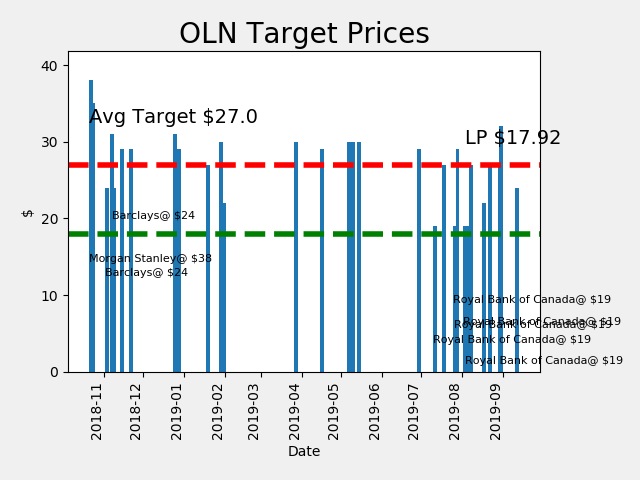 OLN Target Prices
40
Avg Target $27.0
LP $17.92
30
Barclays@ $24
20
$
Morgan Stanley@ $38
Barclays@ $24
Royal Bank of Canada@ $19
10
Royal Bank of Canada@ $19
Royal Bank of Canada@ $19
Royal Bank of Canada@ $19
Royal Bank of Canada@ $19
0
2018-11
2018-12
2019-01
2019-02
2019-03
2019-04
2019-05
2019-06
2019-07
2019-08
2019-09
Date